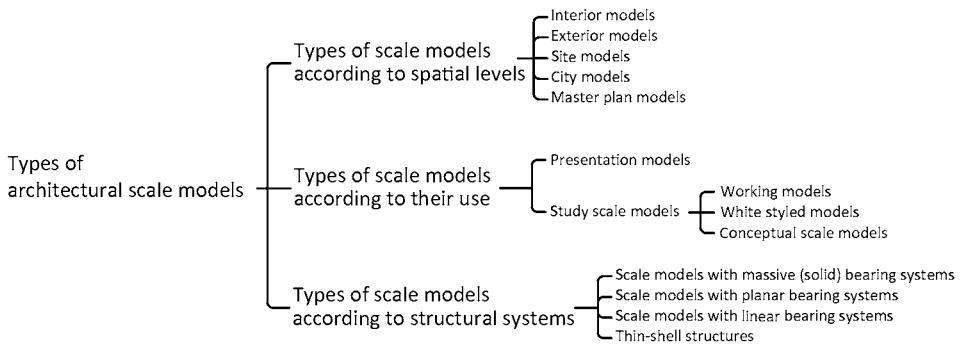 Types of
architectural scale models
Types of scale models
according to spatial levels
Interior models
Exterior models
Site models
City models
Master plan models
Types of scale models
according to their use
Presentation models
Study scale models
Working models
White styled models
Conceptual scale models
Types of scale models
according to structural systems
Scale models with massive (solid) bearing systems
Scale models with planar bearing systems
Scale models with linear bearing systems
Thin-shell structures